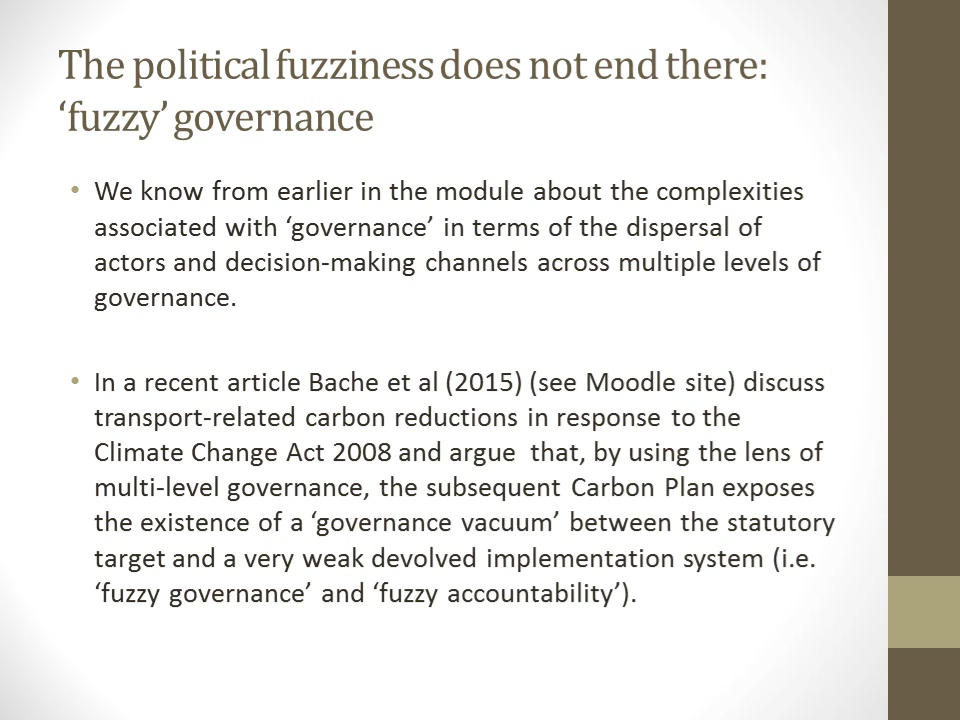 The political fuzziness does not end there:
‘fuzzy’ governance
• We know from earlier in the module about the complexities
associated with ‘governance’ in terms of the dispersal of
actors and decision-making channels across multiple levels of
governance.
• In a recent article Bache et al (2015) (see Moodle site) discuss
transport-related carbon reductions in response to the
Climate Change Act 2008 and argue  that, by using the lens of
multi-level governance, the subsequent Carbon Plan exposes
the existence of a ‘governance vacuum’ between the statutory
target and a very weak devolved implementation system (i.e.
‘fuzzy governance’ and ‘fuzzy accountability’).